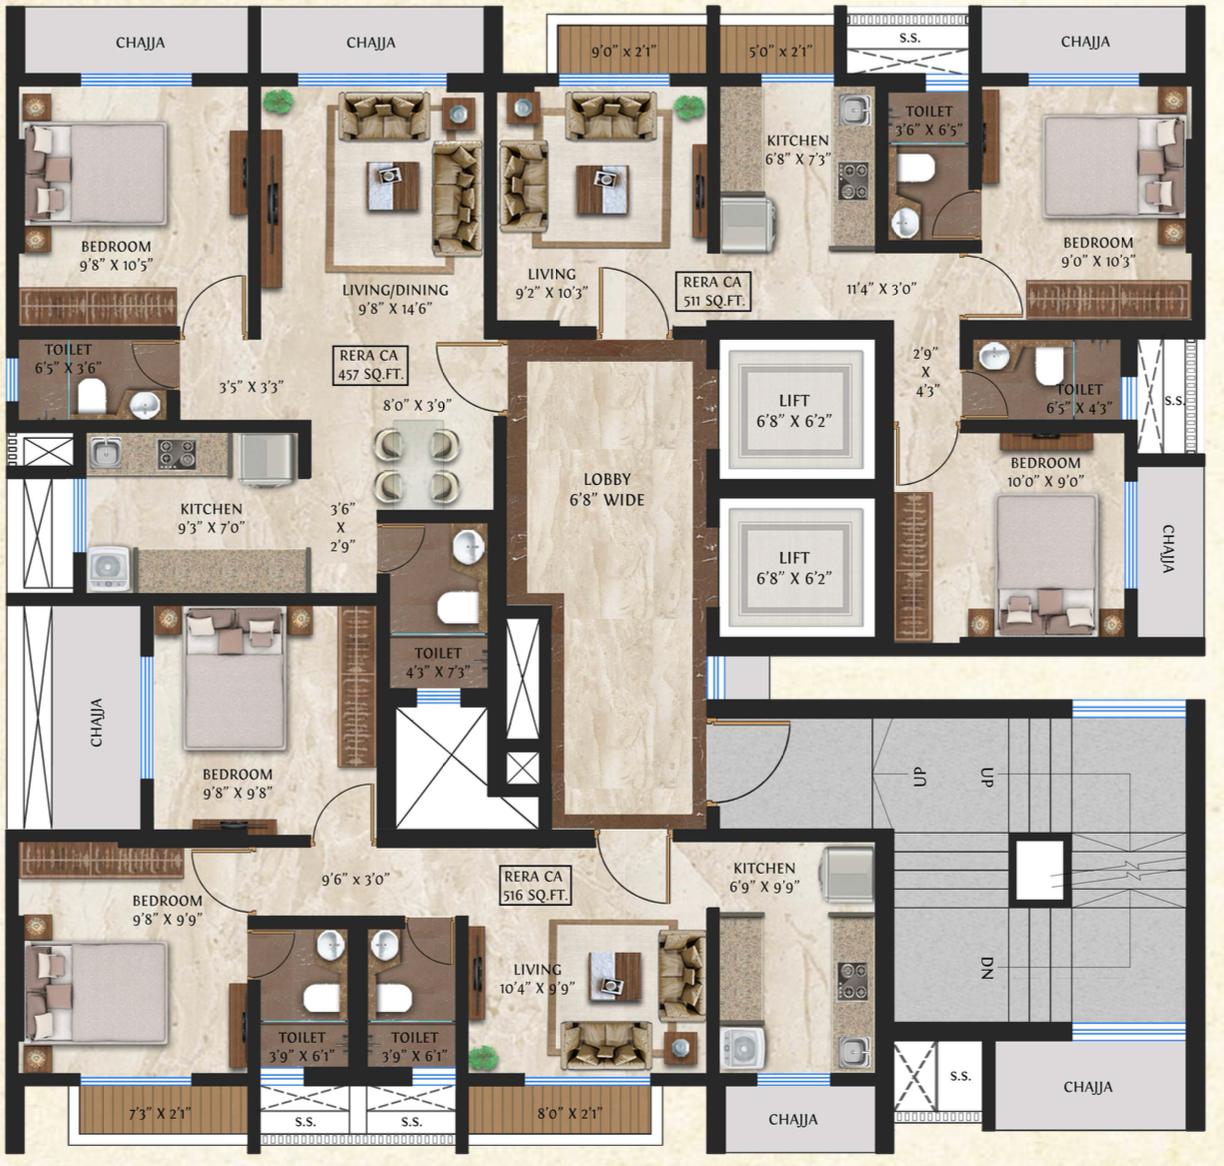 CHAJJA
CHAJJA
9'0" x 2'1"
5'0" x 2'1"
S.S.
CHAJJA
TOILET
3'6" X 6'5"
KITCHEN
6'8" X 7'3"
BEDROOM
9'8" X 10'5"
LIVING/DINING
9'8" X 14'6"
LIVING
9'2" X 10'3"
RERA CA
511 SQ.FT.
11'4" X 3'0"
BEDROOM
9'0" X 10'3"
TOILET
6'5" X 3'6"
3'5" X 3'3"
RERA CA
457 SQ.FT.
8'0" X 3'9"
LIFT
6'8" X 6'2"
2'9"
X
4'3"
TOILET
6'5" X 4'3"
S.S.
KITCHEN
9'3" X 7'0"
3'6"
X
2'9"
LOBBY
6'8" WIDE
BEDROOM
10'0" X 9'0"
CHAJJA
LIFT
6'8" X 6'2"
TOILET
4'3" X 7'3"
CHAJJA
BEDROOM
9'8" X 9'8"
UP
UP
9'6" x 3'0"
RERA CA
516 SQ.FT.
KITCHEN
6'9" X 9'9"
BEDROOM
9'8" X 9'9"
LIVING
10'4" X 9'9"
DN
TOILET
3'9" X 6'1"
TOILET
3'9" X 6'1"
S.S.
CHAJJA
7'3" X 2'1"
S.S.
S.S.
8'0" X 2'1"
CHAJJA